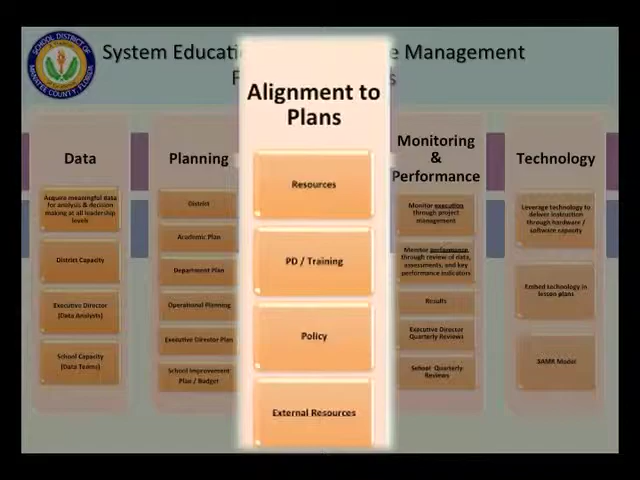 SCHOOL DISTRICT OF
MANATEE COUNTY, FLORIDA
System
Management
Data
Acquire meaningful data
for analysis & decision
making at all leadership
levels
District Capacity
Executive Director
(Data Analysts)
School Capacity
(Data Teams)
Planning
District
Academic Plan
Department Plan
Operational Planning
Executive Director Plan
School Improvement
Plan / Budget
Alignment to
Plans
Resources
PD / Training
Policy
External Resources
Monitoring
&
Performance
Monitor execution
through project
management
Monitor performance
through review of data,
assessments, and key
performance indicators
Results
Executive Director
Quarterly Reviews
School Quarterly
Reviews
Technology
Leverage technology to
deliver instruction
through hardware /
software capacity
Embed technology in
lesson plans
SAMR Model